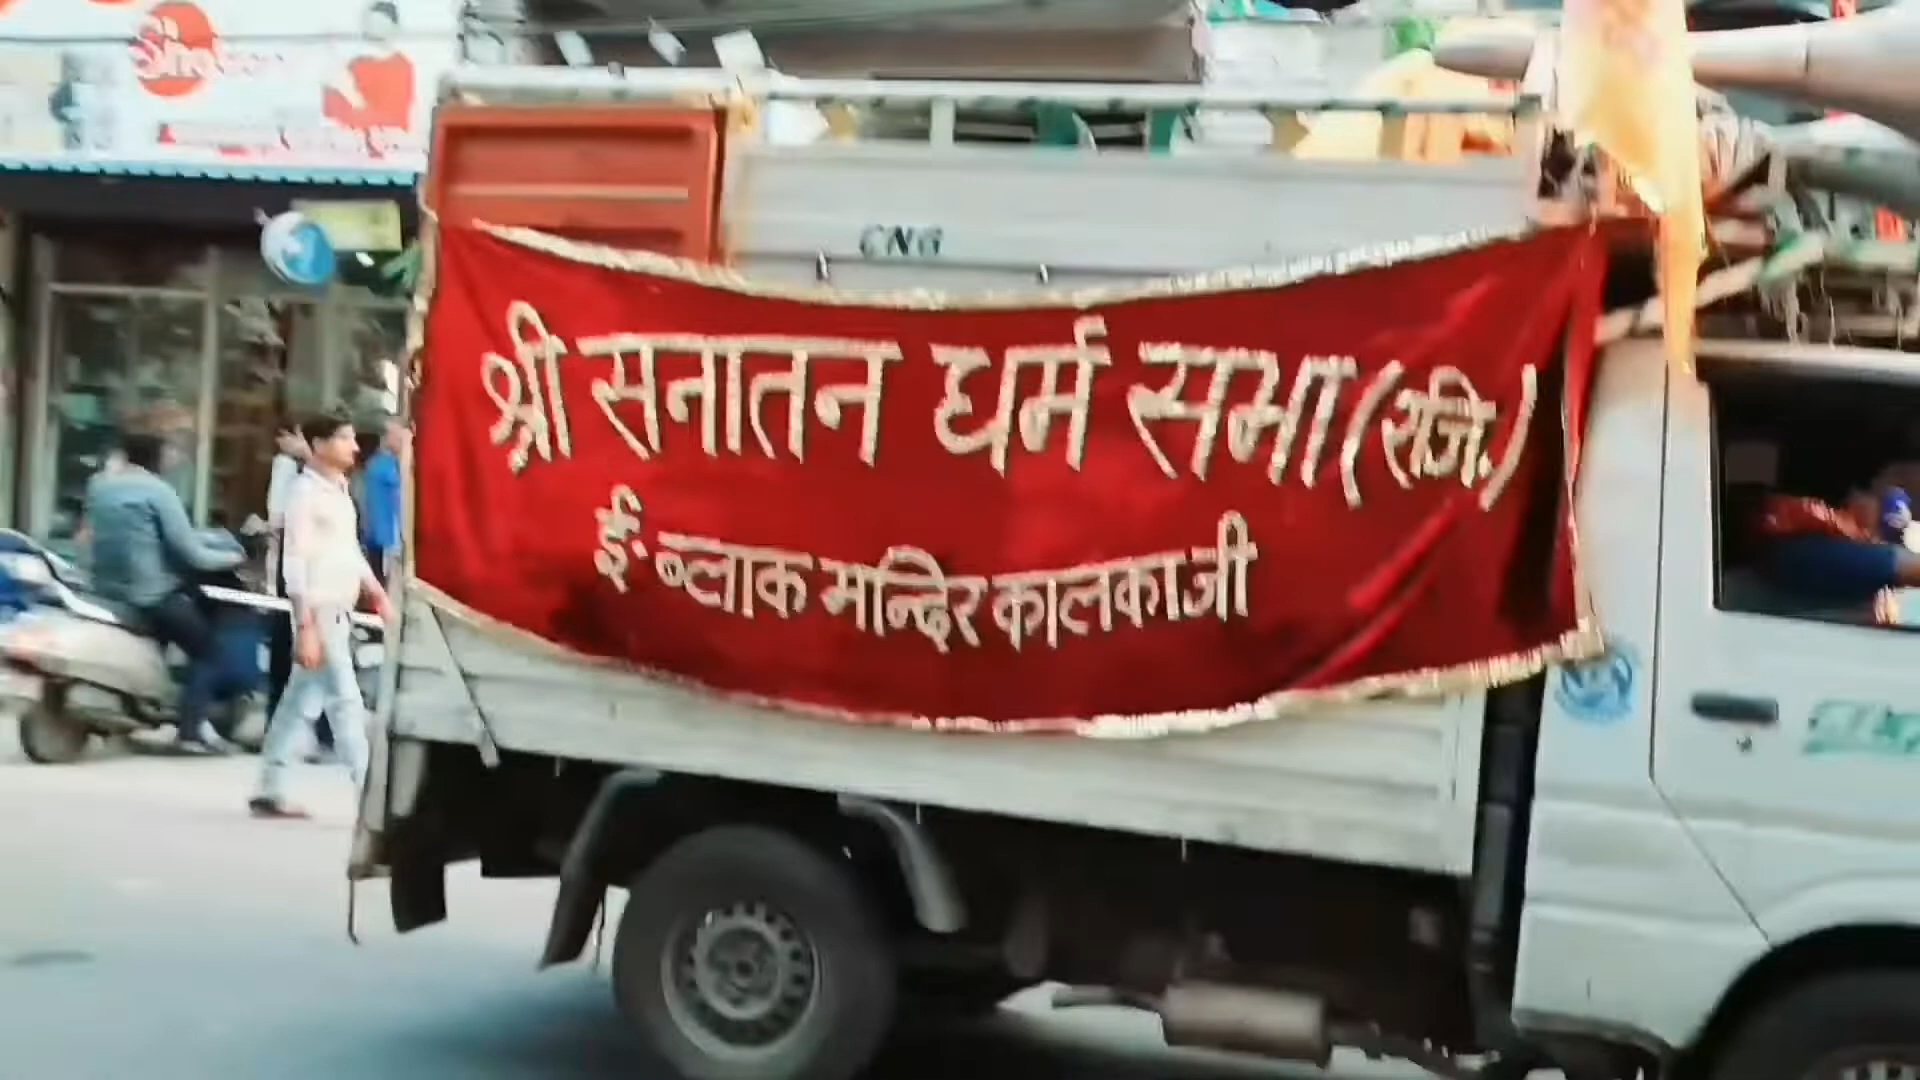 CNG
श्री सनातन धर्म सभा (रजि.)
ई- ब्लाक मन्दिर कालकाजी